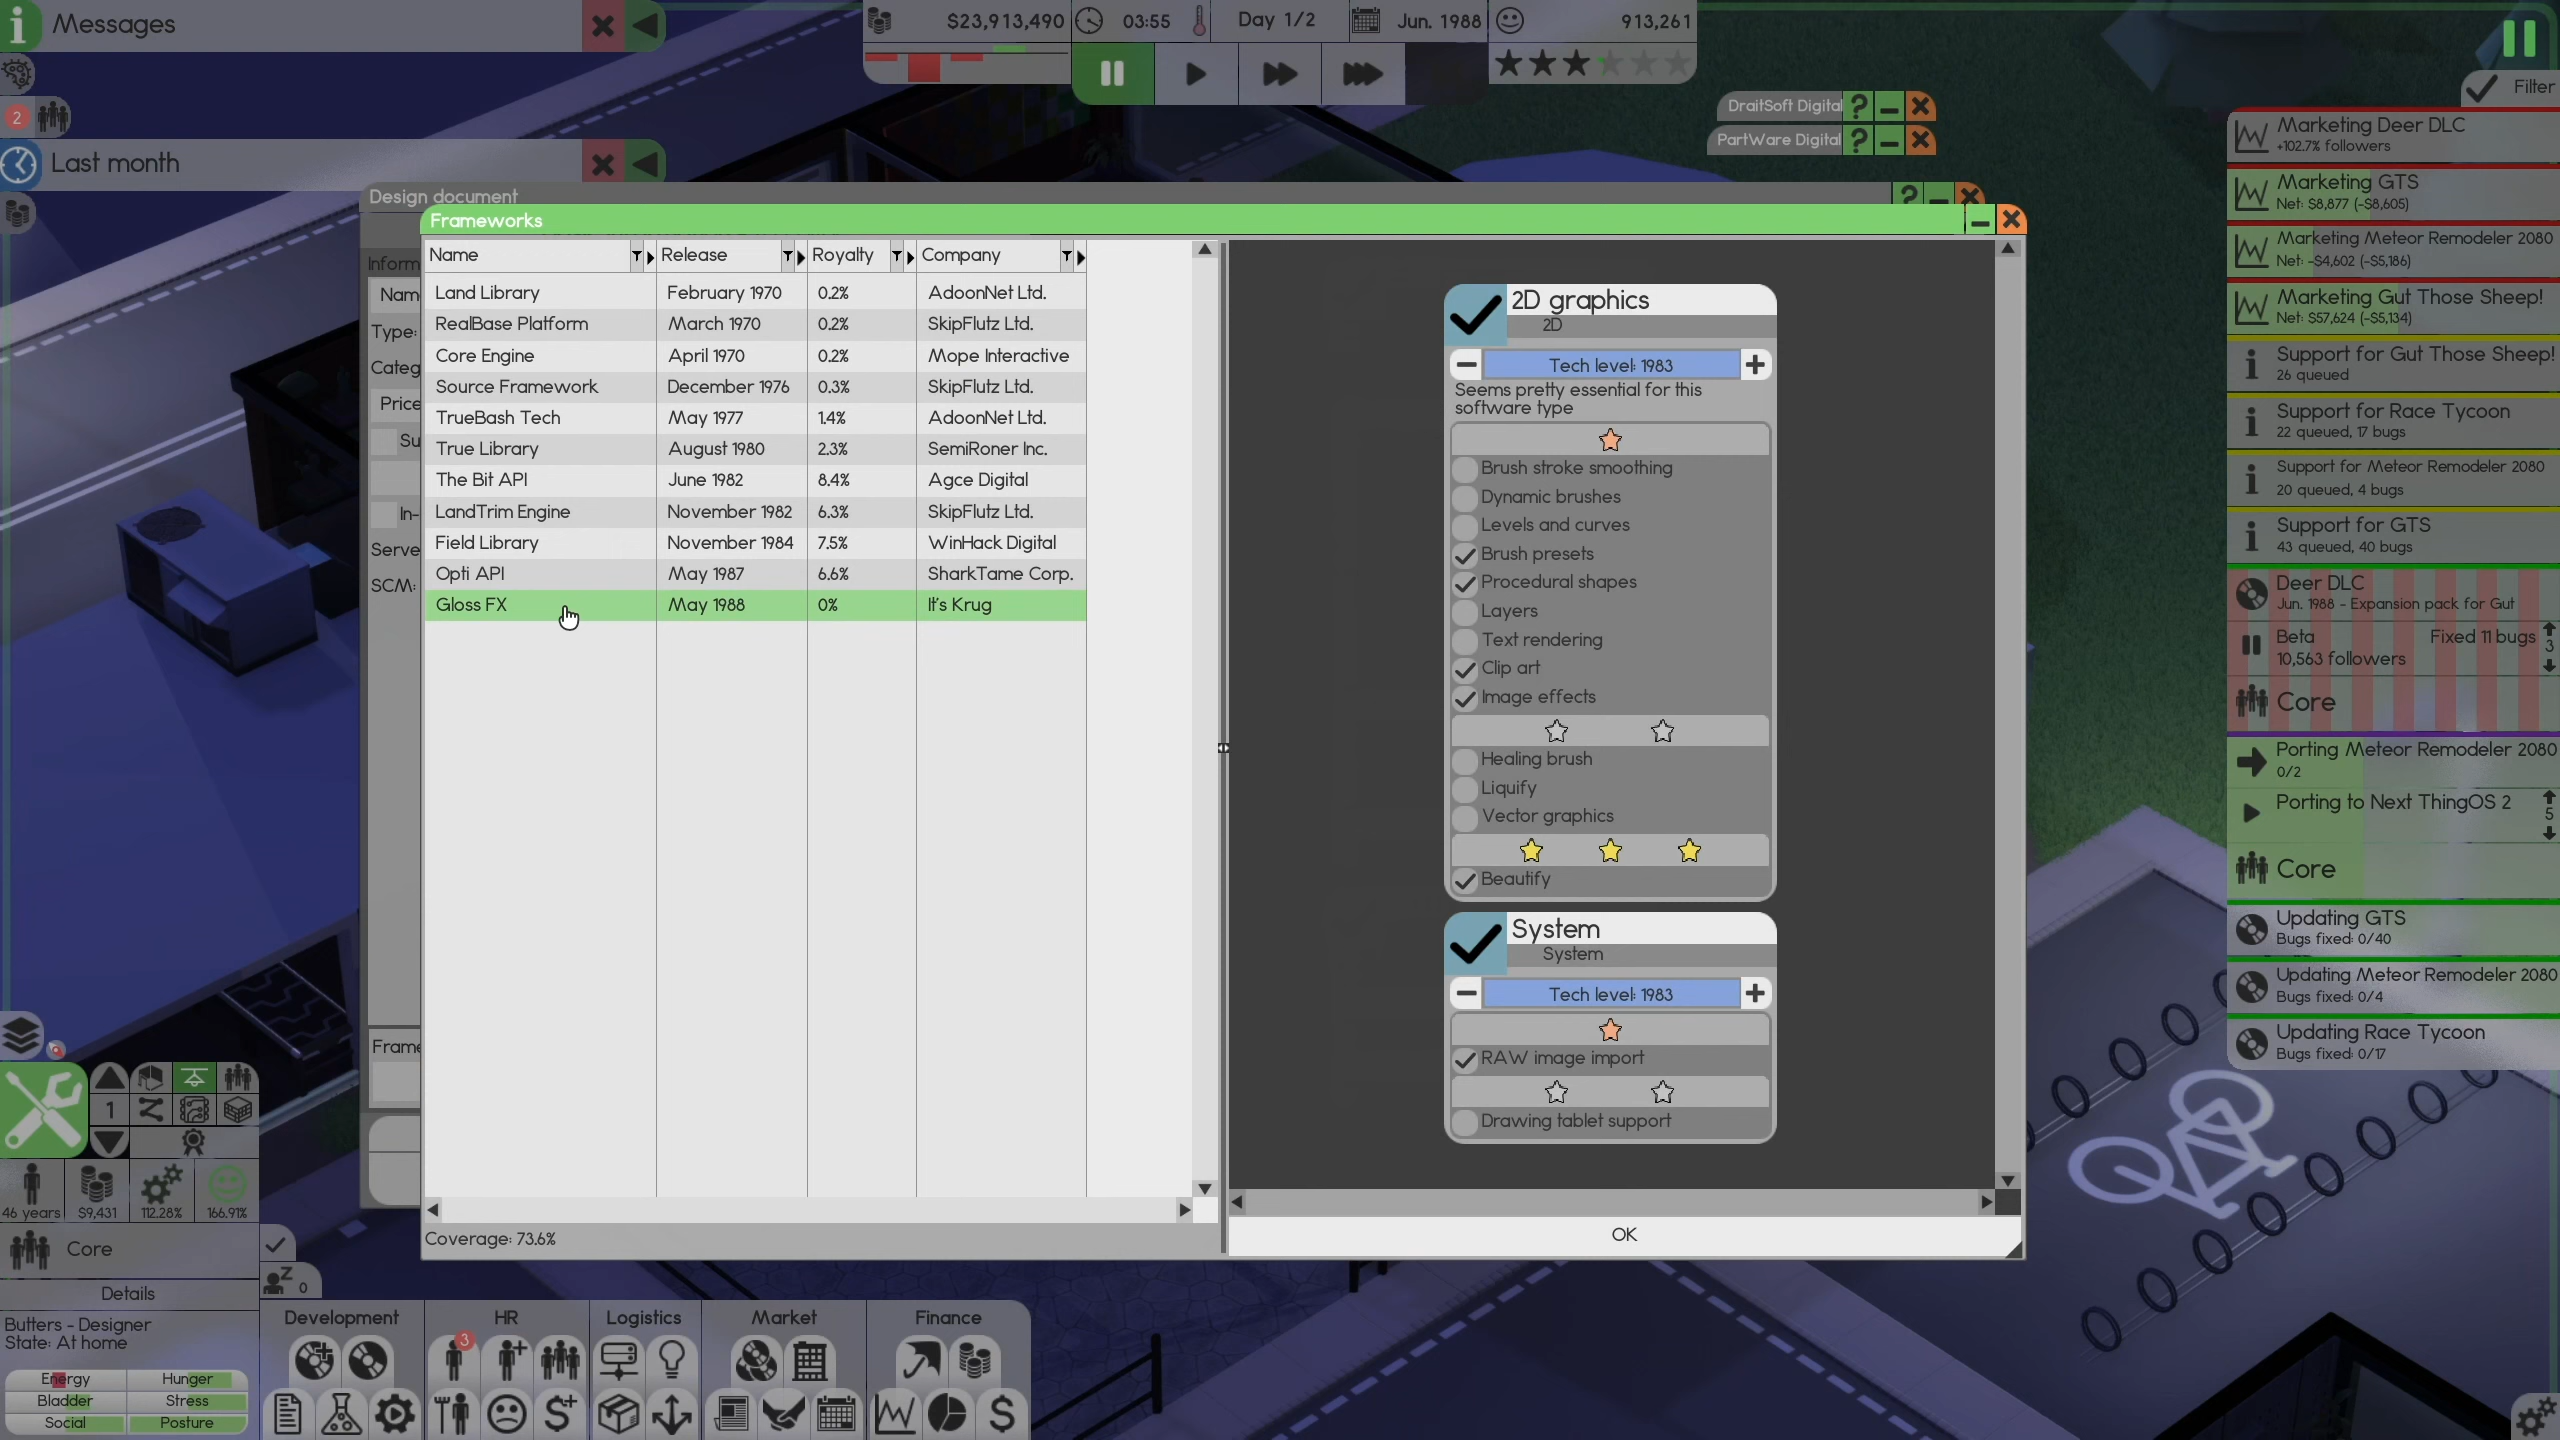 Messages
$23,913,490
03:55
Day 1/2
Jun. 1988
913,261
Filter
2
Last month
DraitSoft Digital
PartWare Digital
Design document
Frameworks
Inform
Nam
Type:
Categ
Price
Su
In-
Serve
SCM:
Frame
Name
Release
Royalty
Company
Land Library February 1970 0.2% AdoonNet Ltd.
RealBase Platform March 1970 0.2% SkipFlutz Ltd.
Core Engine April 1970 0.2% Mope Interactive
Source Framework December 1976 0.3% SkipFlutz Ltd.
TrueBash Tech May 1977 1.4% AdoonNet Ltd.
True Library August 1980 2.3% SemiRoner Inc.
The Bit API June 1982 8.4% Agce Digital
LandTrim Engine November 1982 6.3% SkipFlutz Ltd.
Field Library November 1984 7.5% WinHack Digital
Opti API May 1987 6.6% SharkTame Corp.
Gloss FX May 1988 0% It's Krug
Coverage: 73.6%
2D graphics
2D
Tech level: 1983
Seems pretty essential for this
software type
Brush stroke smoothing
Dynamic brushes
Levels and curves
Brush presets
Procedural shapes
Layers
Text rendering
Clip art
Image effects
Healing brush
Liquify
Vector graphics
Beautify
System
System
Tech level: 1983
RAW image import
Drawing tablet support
OK
Marketing Deer DLC
+102.7% followers
Marketing GTS
Net: $8,877 (-$8,605)
Marketing Meteor Remodeler 2080
Net: -$4,602 (-$5,186)
Marketing Gut Those Sheep!
Net: $57,624 (-$5,134)
Support for Gut Those Sheep!
26 queued
Support for Race Tycoon
22 queued, 17 bugs
Support for Meteor Remodeler 2080
20 queued, 4 bugs
Support for GTS
43 queued, 40 bugs
Deer DLC
Jun. 1988 - Expansion pack for Gut
Beta Fixed 11 bugs
10,563 followers
3
Core
Porting Meteor Remodeler 2080
0/2
Porting to Next ThingOS 2
5
Core
Updating GTS
Bugs fixed: 0/40
Updating Meteor Remodeler 2080
Bugs fixed: 0/4
Updating Race Tycoon
Bugs fixed: 0/17
1
46 years $9,431 112.28% 166.91%
Core
Details
0
Butters - Designer
State: At home
Energy Hunger
Bladder Stress
Social Posture
Development
HR
Logistics
Market
Finance
3